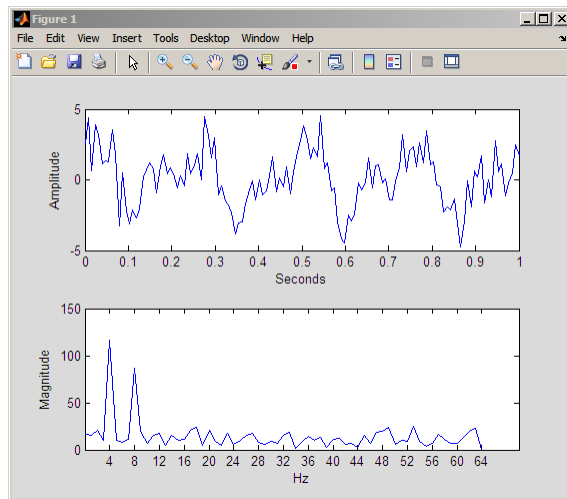 Figure 1
File Edit View Insert Tools Desktop Window Help
5
0
-5
Amplitude
0 0.1 0.2 0.3 0.4 0.5 0.6 0.7 0.8 0.9 1
Seconds
150
100
50
0
Magnitude
4 8 12 16 20 24 28 32 36 40 44 48 52 56 60 64
Hz